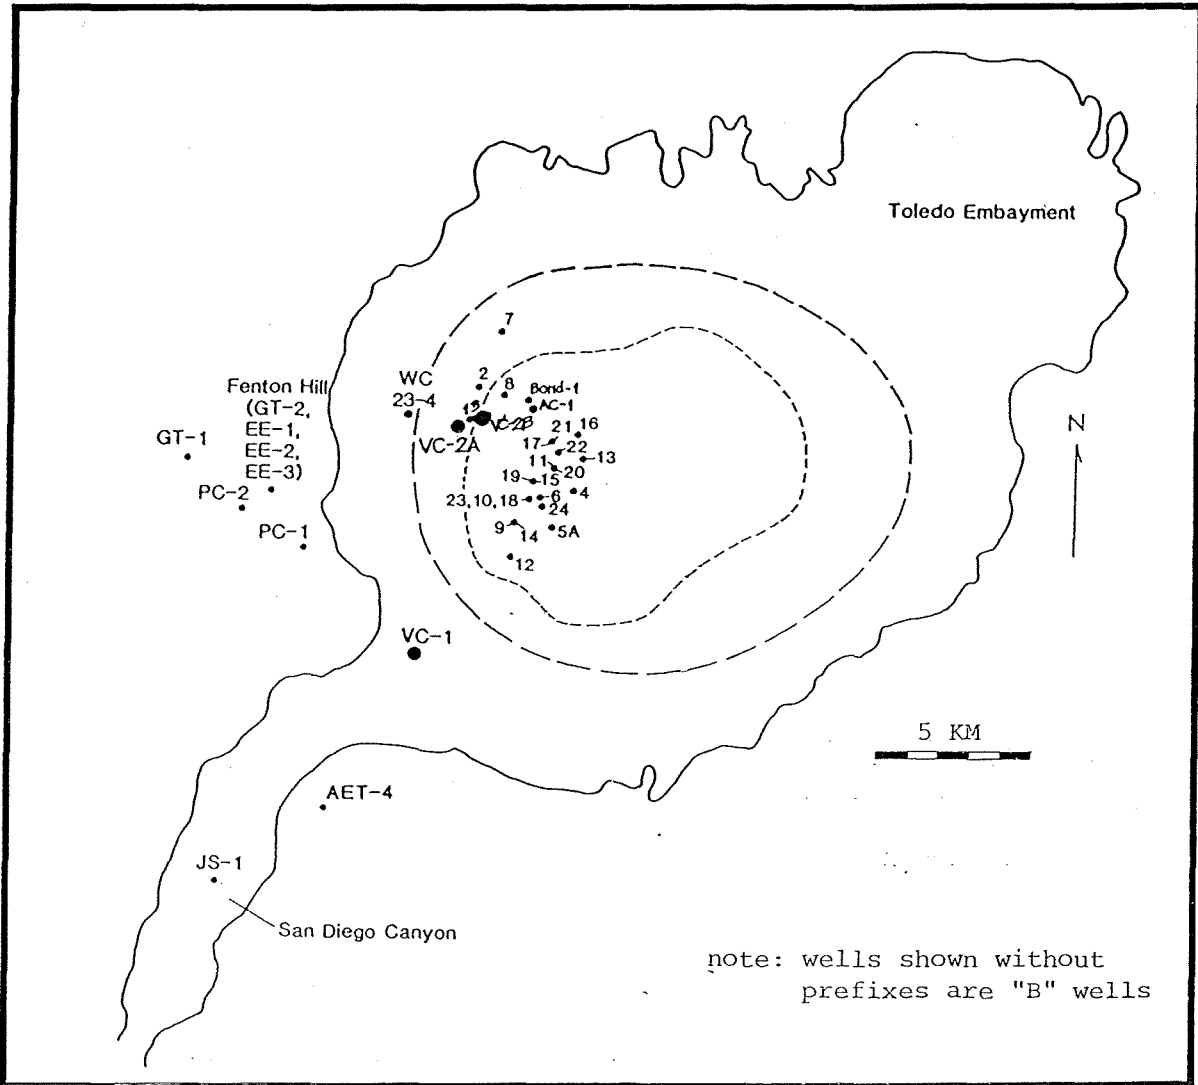 Toledo Embayment
7
2
8
Bond-1
AC-1
WC
23-4
VC-2B
VC-2A
Fenton Hill
(GT-2,
EE-1,
EE-2,
EE-3)
GT-1
PC-2
PC-1
21
16
17
22
11
13
20
19
15
23,10,18
6
4
24
9
14
5A
12
N
VC-1
5 KM
AET-4
JS-1
San Diego Canyon
note: wells shown without
prefixes are "B" wells